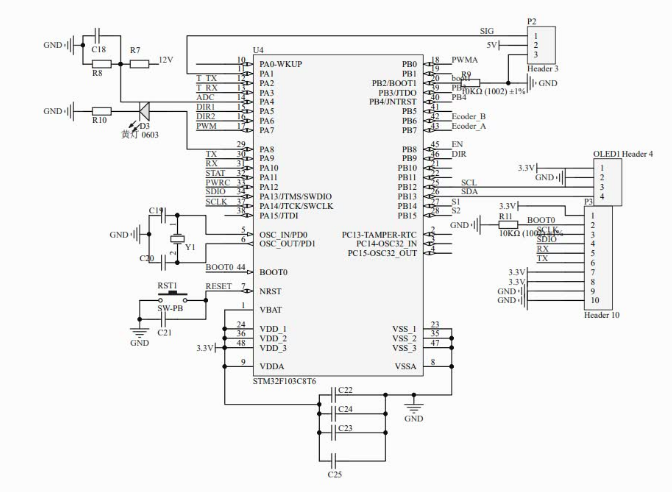 P2
SIG
1
5V
2
3
Header 3
GND
C18
GND
R8
R7
12V
U4
10
PA0-WKUP
11
PA1
T_TX
12
PA2
T_RX
13
PA3
ADC
14
PA4
DIR1
15
PA5
DIR2
16
PA6
PWM
17
PA7
GND
R10
D3
黄灯 0603
29
PA8
TX
30
PA9
RX
31
PA10
STAT
32
PA11
PWRC
33
PA12
SDIO
34
PA13/JTMS/SWDIO
SCLK
37
PA14/JTCK/SWCLK
38
PA15/JTDI
C19
GND
1
2
Y1
C20
5
OSC_IN/PD0
6
OSC_OUT/PD1
BOOT0 44
BOOT0
RST1
SW-PB
RESET
7
NRST
C21
GND
1
VBAT
24
VDD_1
36
VDD_2
3.3V
48
VDD_3
9
VDDA
STM32F103C8T6
PB0
18
PWMA
PB1
19
PB2/BOOT1
20
boot1
R9
10KΩ (1002) ±1%
GND
PB3/JTDO
39
PB4/JNTRST
40
PB4
PB5
41
PB6
42
Ecoder_B
PB7
43
Ecoder_A
PB8
45
EN
PB9
46
DIR
PB10
21
PB11
22
PB12
25
SCL
PB13
26
SDA
PB14
27
S1
PB15
28
S2
PC13-TAMPER-RTC
2
PC14-OSC32_IN
3
PC15-OSC32_OUT
4
VSS_1
23
VSS_2
35
VSS_3
47
VSSA
8
GND
C22
C24
C23
C25
OLED1 Header 4
3.3V
1
GND
2
3
4
P3
3.3V
1
GND
R11
10KΩ (1002) ±1%
BOOT0
2
SCLK
3
SDIO
4
RX
5
TX
6
3.3V
7
3.3V
8
GND
9
GND
10
Header 10